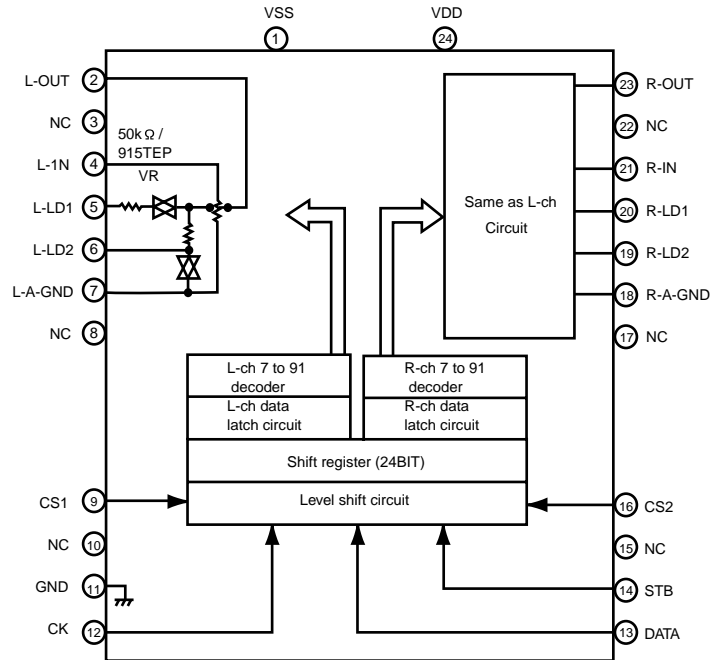 VSS
VDD
1
24
L-OUT 2
23 R-OUT
NC 3
22 NC
50kΩ /
915TEP
VR
L-1N 4
21 R-IN
L-LD1 5
20 R-LD1
Same as L-ch
Circuit
L-LD2 6
19 R-LD2
L-A-GND 7
18 R-A-GND
NC 8
17 NC
L-ch 7 to 91
decoder
R-ch 7 to 91
decoder
L-ch data
latch circuit
R-ch data
latch circuit
Shift register (24BIT)
Level shift circuit
CS1 9
16 CS2
NC 10
15 NC
GND 11
14 STB
CK 12
13 DATA